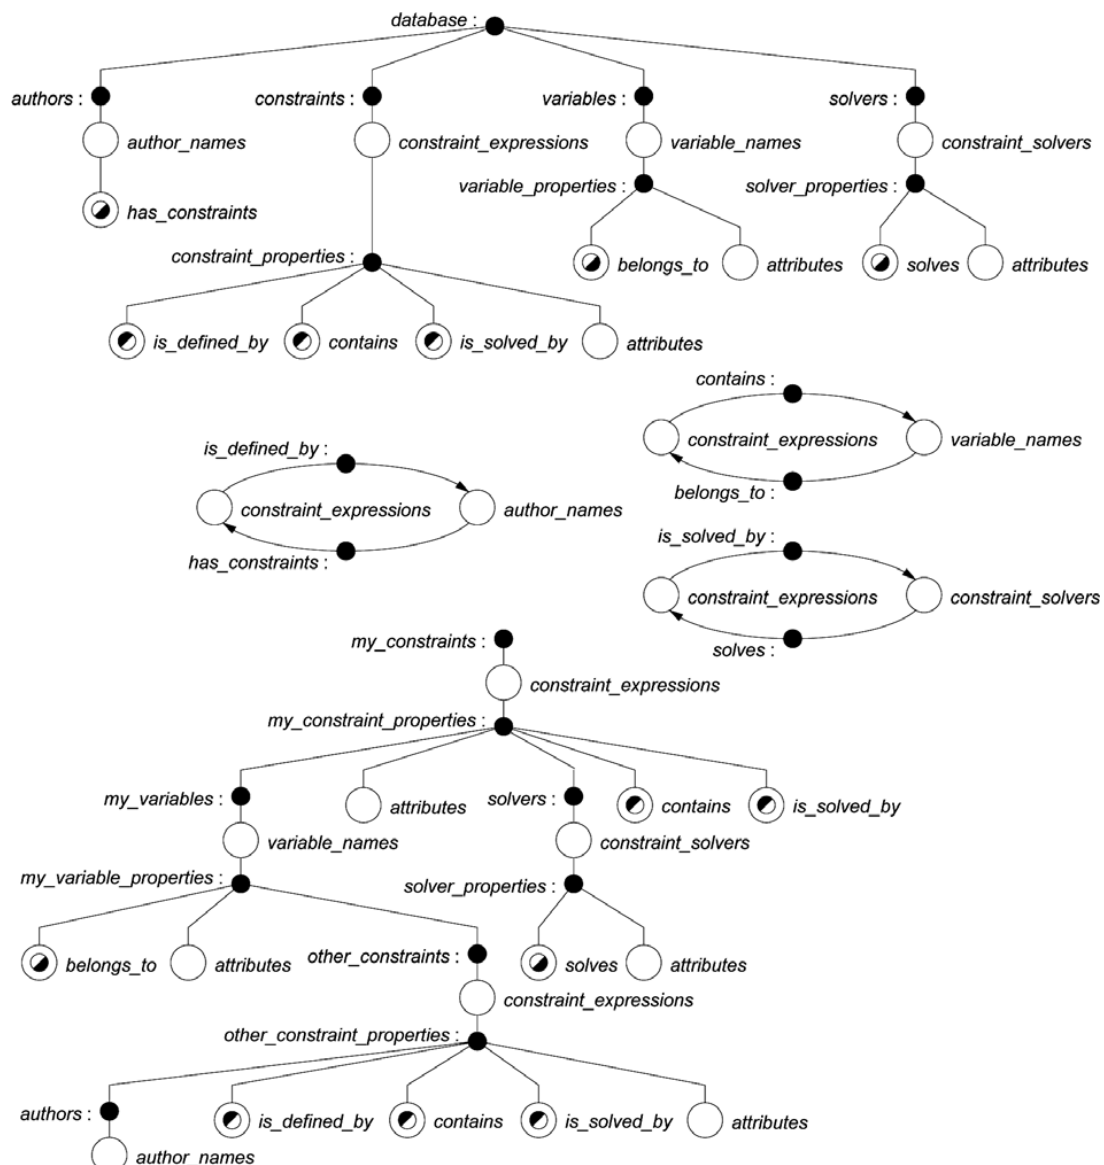 database :
authors :
constraints :
variables :
solvers :
author_names
constraint_expressions
variable_names
constraint_solvers
variable_properties :
solver_properties :
has_constraints
constraint_properties :
belongs_to
attributes
solves
attributes
is_defined_by
contains
is_solved_by
attributes
contains :
constraint_expressions
variable_names
belongs_to :
is_defined_by :
constraint_expressions
author_names
has_constraints :
is_solved_by :
constraint_expressions
constraint_solvers
solves :
my_constraints :
constraint_expressions
my_constraint_properties :
my_variables :
attributes
solvers :
contains
is_solved_by
variable_names
constraint_solvers
my_variable_properties :
solver_properties :
belongs_to
attributes
other_constraints :
solves
attributes
constraint_expressions
other_constraint_properties :
authors :
is_defined_by
contains
is_solved_by
attributes
author_names